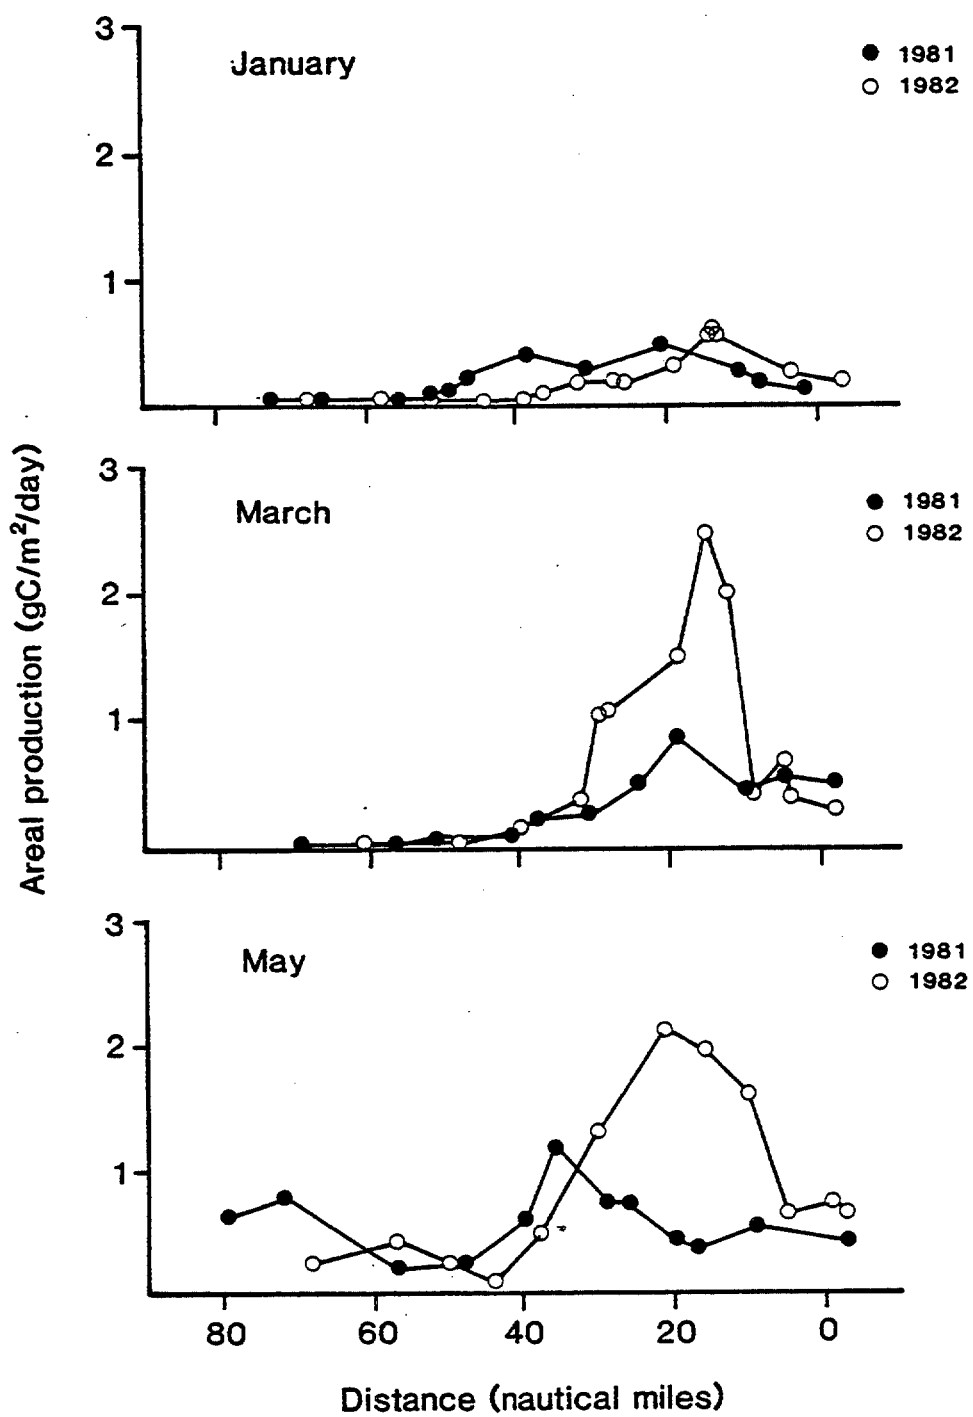 3
January
1981
1982
2
1
3
March
1981
1982
2
1
Areal production (gC/m²/day)
3
May
1981
1982
2
1
80 60 40 20 0
Distance (nautical miles)